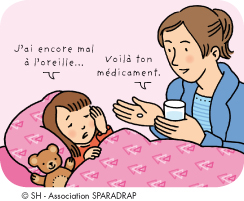 J'ai encore mal
à l'oreille...
Voilà ton
médicament.
© SH - Association SPARADRAP